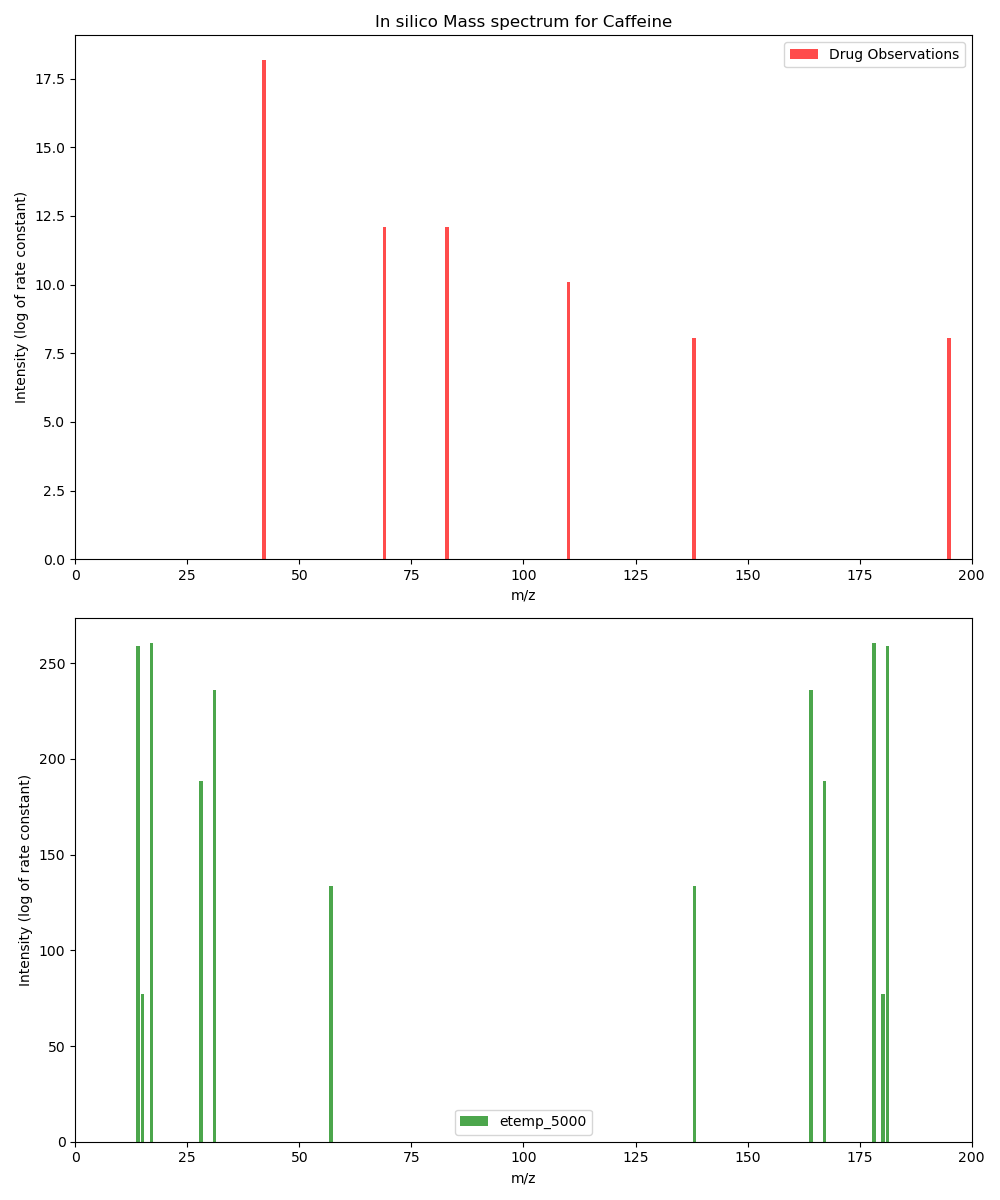 In silico Mass spectrum for Caffeine
Drug Observations
Intensity (log of rate constant)
17.5
15.0
12.5
10.0
7.5
5.0
2.5
0.0
0 25 50 75 100 125 150 175 200
m/z
Intensity (log of rate constant)
250
200
150
100
50
0
etemp_5000
0 25 50 75 100 125 150 175 200
m/z